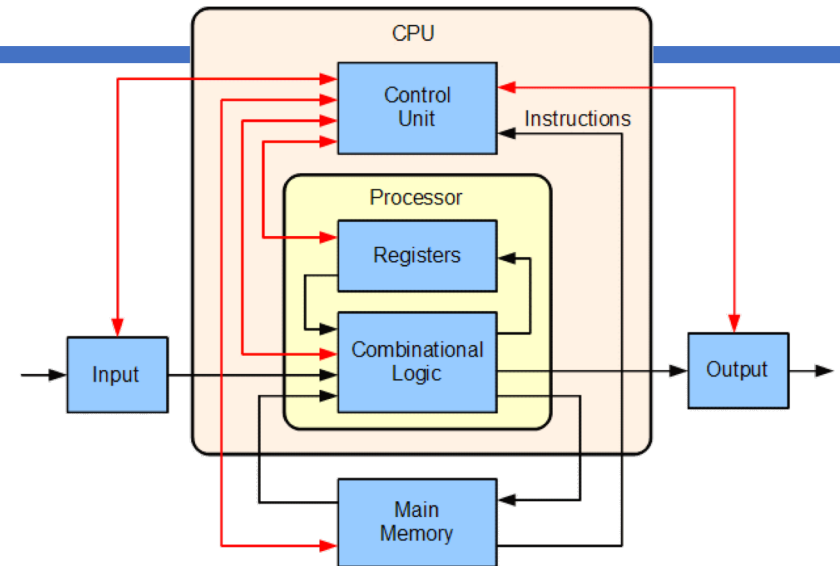 CPU
Control
Unit
Instructions
Processor
Registers
Combinational
Logic
Input
Output
Main
Memory